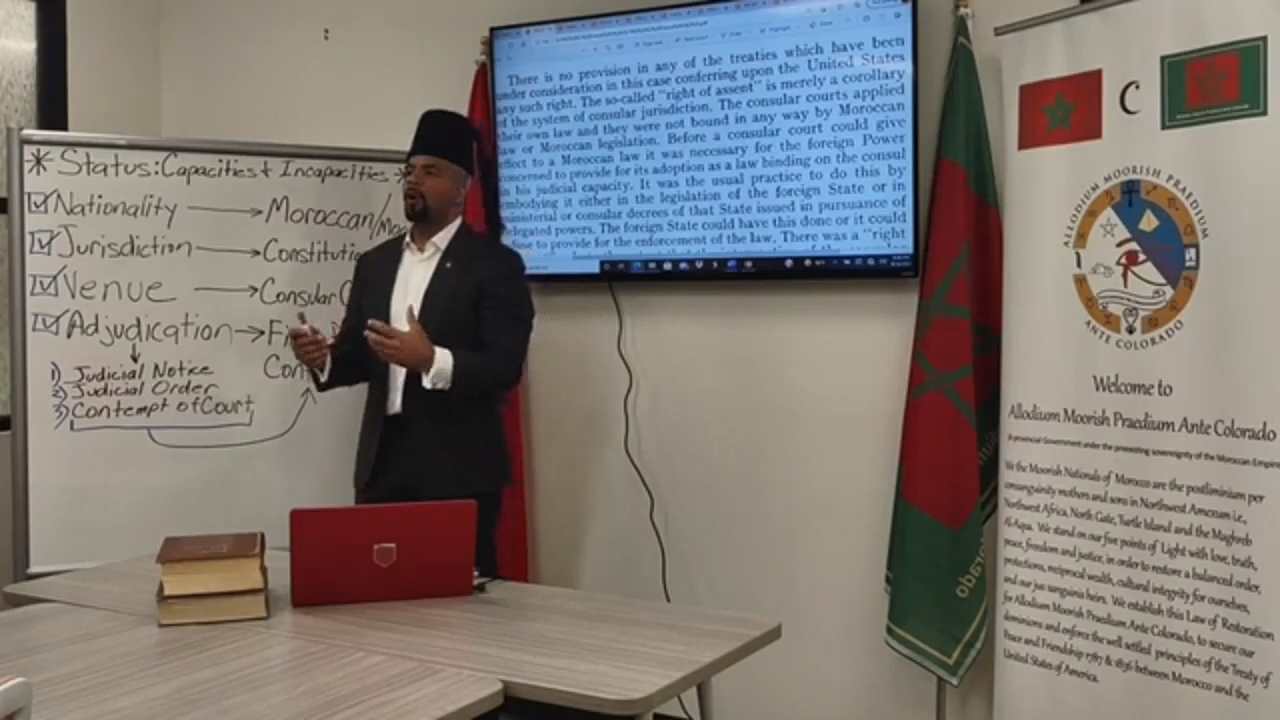 * Status: Capacities & Incapacities *
Nationality → Moroccan/
Jurisdiction →
Venue → Consular
Adjudication →
1) Judicial Notice
2) Judicial Order
3) Contempt of Court
There is no provision in any of the treaties which have been
under consideration in this case conferring upon the United States
any such right. The so-called "right of assent" is merely a corollary
of the system of consular jurisdiction. The consular courts applied
their own law and they were not bound in any way by Moroccan
law or Moroccan legislation. Before a consular court could give
effect to a Moroccan law it was necessary for the foreign Power
concerned to provide for its adoption as a law binding on the consul
in his judicial capacity. It was the usual practice to do this by
embodying it either in the legislation of the foreign State or in
ministerial or consular decrees of that State issued in pursuance of
delegated powers. The foreign State could have this done or it could
to provide for the enforcement of the law. There was a "right
ALLODIUM MOORISH PRAEDIUM
ANTE COLORADO
Welcome to
Allodium Moorish Praedium Ante Colorado
We the Moorish Nationals of Morocco are the postliminium per
consanguinity mothers and sons in Northwest Amexum i.e.,
Northwest Africa, North Gate, Turtle Island and the Maghreb
Al-Aqsa. We stand on our five points of Light with love, truth,
peace, freedom and justice, in order to restore a balanced order,
protections, reciprocal wealth, cultural integrity for ourselves,
and our jus sanguinis heirs. We establish this Law of Restoration
for Allodium Moorish Praedium Ante Colorado, to secure our
dominions and enforce the well settled principles of the Treaty of
Peace and Friendship 1787 & 1836 between Morocco and the
United States of America.